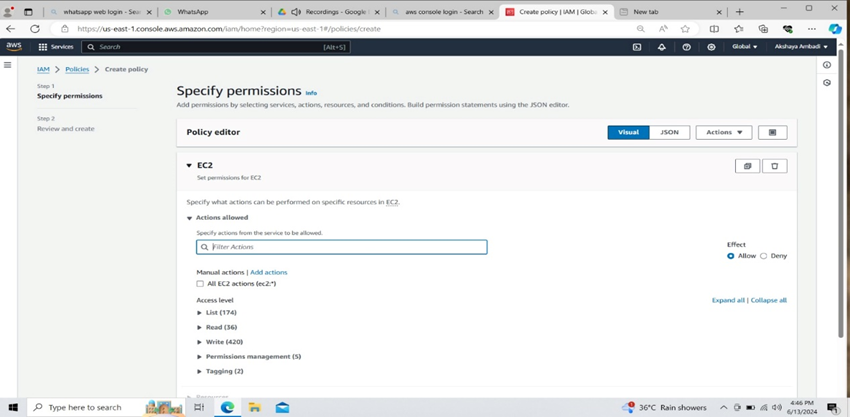 whatsapp web login - Sear
WhatsApp
Recordings - Google
aws console login - Search
Create policy | IAM | Globa
New tab
https://us-east-1.console.aws.amazon.com/iam/home?region=us-east-1#/policies/create
aws
Services
Search
[Alt+S]
Global
Akshaya Ambadi
IAM > Policies > Create policy
Step 1
Specify permissions
Step 2
Review and create
Specify permissions Info
Add permissions by selecting services, actions, resources, and conditions. Build permission statements using the JSON editor.
Policy editor
Visual
JSON
Actions
EC2
Set permissions for EC2
Specify what actions can be performed on specific resources in EC2.
Actions allowed
Specify actions from the service to be allowed.
Filter Actions
Effect
Allow
Deny
Manual actions | Add actions
All EC2 actions (ec2:*)
Access level
Expand all | Collapse all
List (174)
Read (36)
Write (420)
Permissions management (5)
Tagging (2)
Type here to search
36°C Rain showers
4:46 PM
6/13/2024